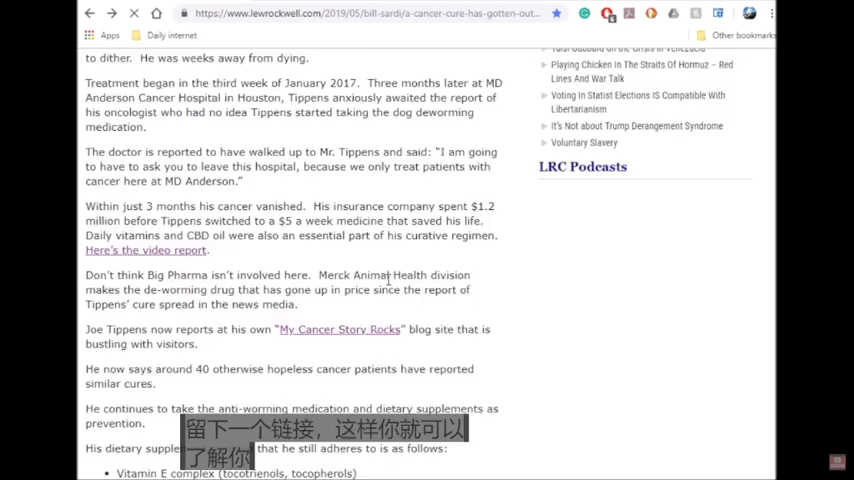 https://www.lewrockwell.com/2019/05/bill-sardi/a-cancer-cure-has-gotten-out...
Apps
Daily internet
Other bookmarks
to dither. He was weeks away from dying.
Treatment began in the third week of January 2017. Three months later at MD
Anderson Cancer Hospital in Houston, Tippens anxiously awaited the report of
his oncologist who had no idea Tippens started taking the dog deworming
medication.
The doctor is reported to have walked up to Mr. Tippens and said: "I am going
to have to ask you to leave this hospital, because we only treat patients with
cancer here at MD Anderson."
Within just 3 months his cancer vanished. His insurance company spent $1.2
million before Tippens switched to a $5 a week medicine that saved his life.
Daily vitamins and CBD oil were also an essential part of his curative regimen.
Here's the video report.
Don't think Big Pharma isn't involved here. Merck Animal Health division
makes the de-worming drug that has gone up in price since the report of
Tippens' cure spread in the news media.
Joe Tippens now reports at his own "My Cancer Story Rocks" blog site that is
bustling with visitors.
He now says around 40 otherwise hopeless cancer patients have reported
similar cures.
He continues to take the anti-worming medication and dietary supplements as
prevention.
His dietary supple that he still adheres to is as follows:
• Vitamin E complex (tocotrienols, tocopherols)
Tulsi Gabbard on the Crisis in Venezuela
Playing Chicken In The Straits Of Hormuz – Red
Lines And War Talk
Voting In Statist Elections IS Compatible With
Libertarianism
It's Not about Trump Derangement Syndrome
Voluntary Slavery
LRC Podcasts
留下一个链接，这样你就可以
了解你